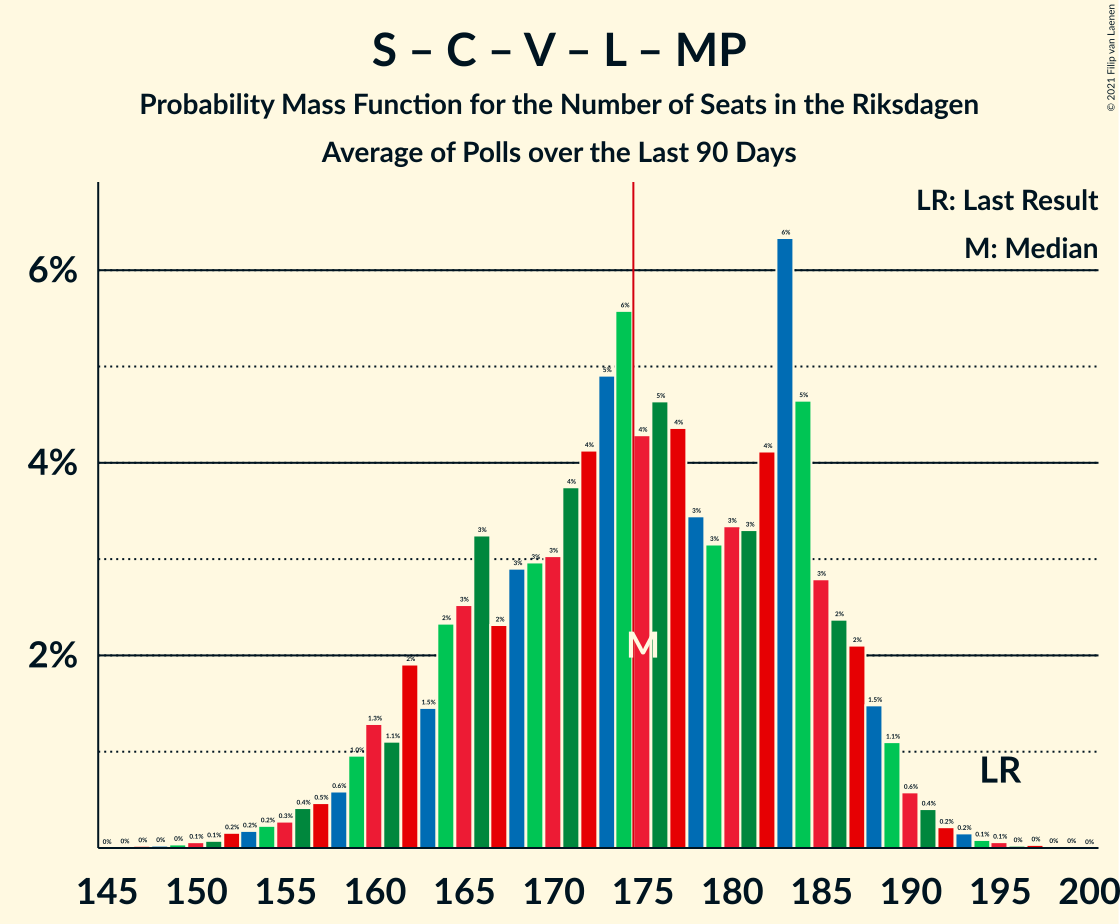 S – C – V – L – MP
Probability Mass Function for the Number of Seats in the Riksdagen
Average of Polls over the Last 90 Days
© 2021 Filip van Laenen
LR: Last Result
M: Median
6%
4%
2%
0% 0% 0% 0% 0% 0.1% 0.1% 0.2% 0.2% 0.2% 0.3% 0.4% 0.5% 0.6% 1.0% 1.3% 1.1% 2% 1.5% 2% 3% 3% 2% 3% 3% 3% 4% 4% 5% 6% 4% 5% 4% 3% 3% 3% 3% 4% 6% 5% 3% 2% 2% 1.5% 1.1% 0.6% 0.4% 0.2% 0.2% 0.1% 0.1% 0% 0% 0% 0% 0%
M
LR
145 150 155 160 165 170 175 180 185 190 195 200